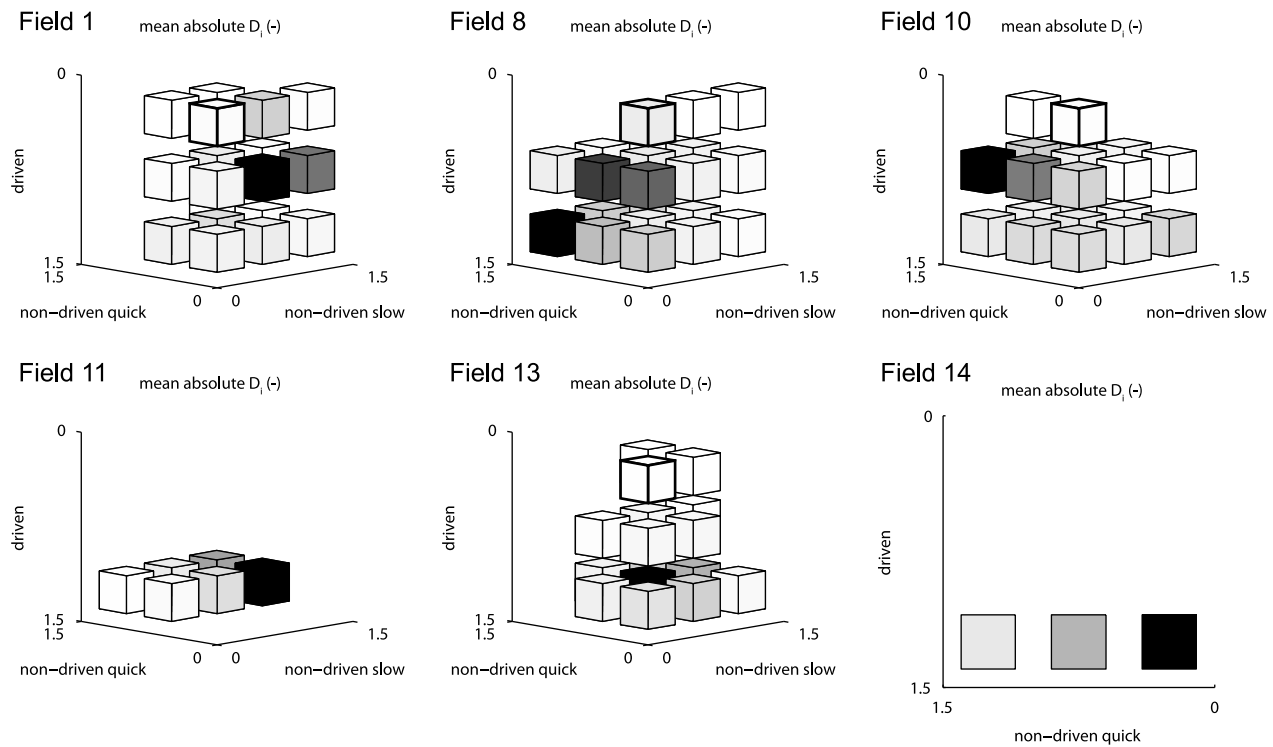 Field 1
mean absolute D_i (-)
0
driven
1.5
1.5
1.5
0
0
non−driven quick
non−driven slow
Field 8
mean absolute D_i (-)
0
driven
1.5
1.5
1.5
0
0
non−driven quick
non−driven slow
Field 10
mean absolute D_i (-)
0
driven
1.5
1.5
1.5
0
0
non−driven quick
non−driven slow
Field 11
mean absolute D_i (-)
0
driven
1.5
1.5
1.5
0
0
non−driven quick
non−driven slow
Field 13
mean absolute D_i (-)
0
driven
1.5
1.5
1.5
0
0
non−driven quick
non−driven slow
Field 14
mean absolute D_i (-)
0
driven
1.5
1.5
0
non−driven quick